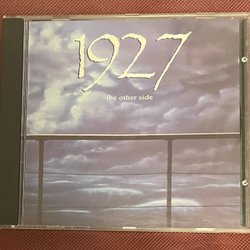 1927
the other side